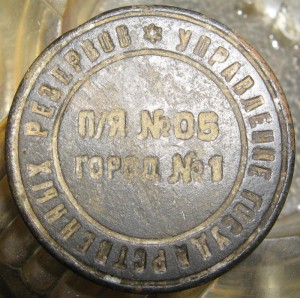 УПРАВЛЕНИЕ ГОСУДАРСТВЕННЫХ РЕЗЕРВОВ
П/Я №05
ГОРОД №1